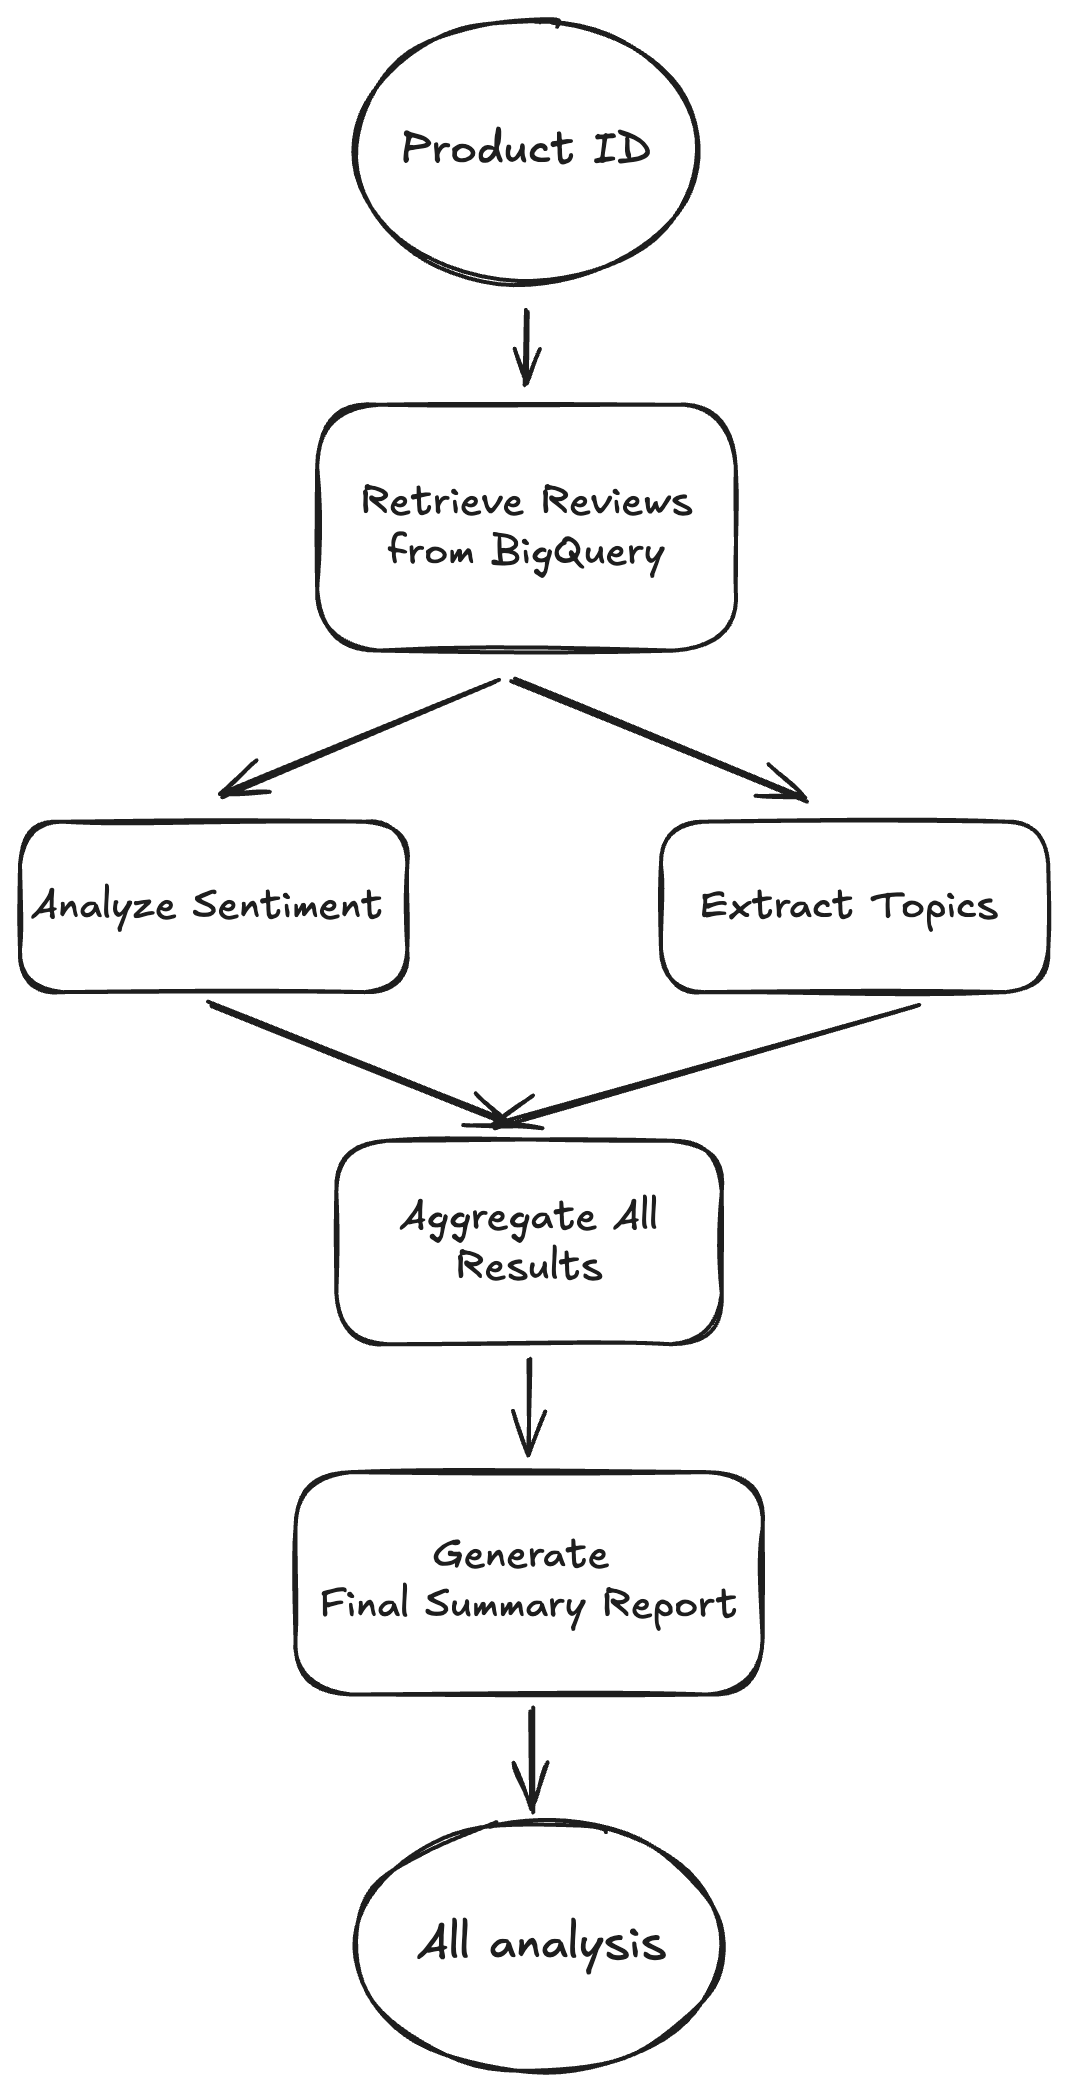 Product ID
Retrieve Reviews
from BigQuery
Analyze Sentiment
Extract Topics
Aggregate All
Results
Generate
Final Summary Report
All analysis